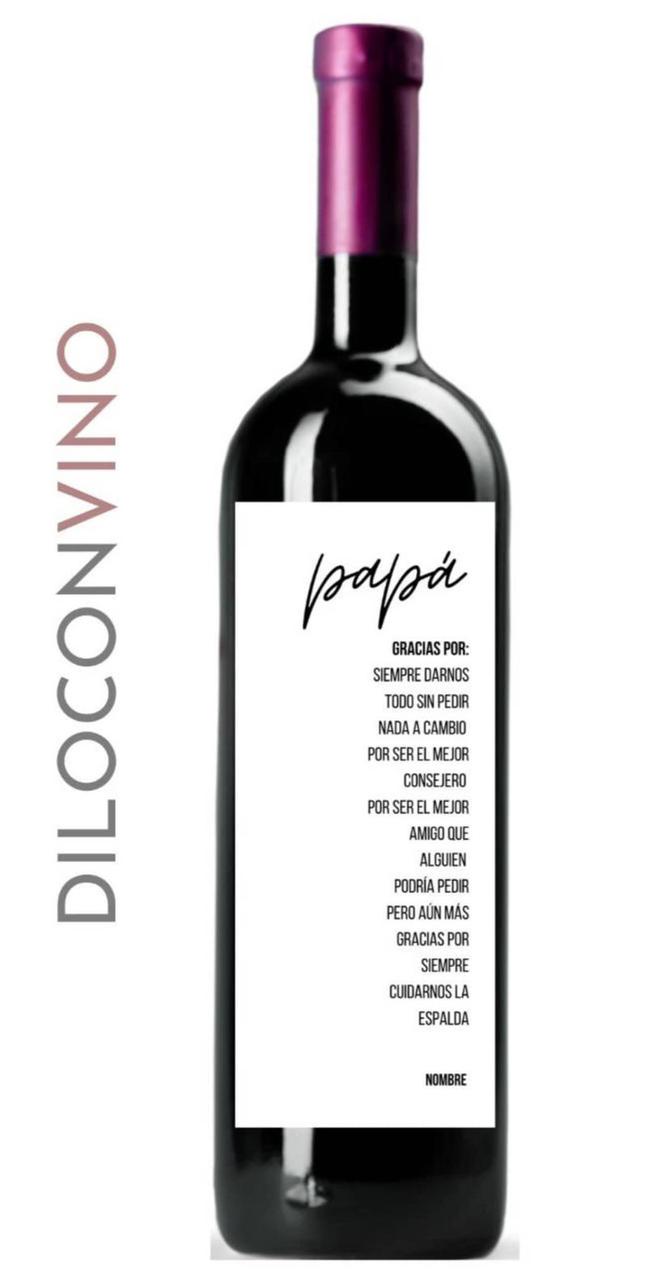 DILOCONVINO
papá
GRACIAS POR:
SIEMPRE DARNOS
TODO SIN PEDIR
NADA A CAMBIO
POR SER EL MEJOR
CONSEJERO
POR SER EL MEJOR
AMIGO QUE
ALGUIEN
PODRÍA PEDIR
PERO AÚN MÁS
GRACIAS POR
SIEMPRE
CUIDARNOS LA
ESPALDA
NOMBRE